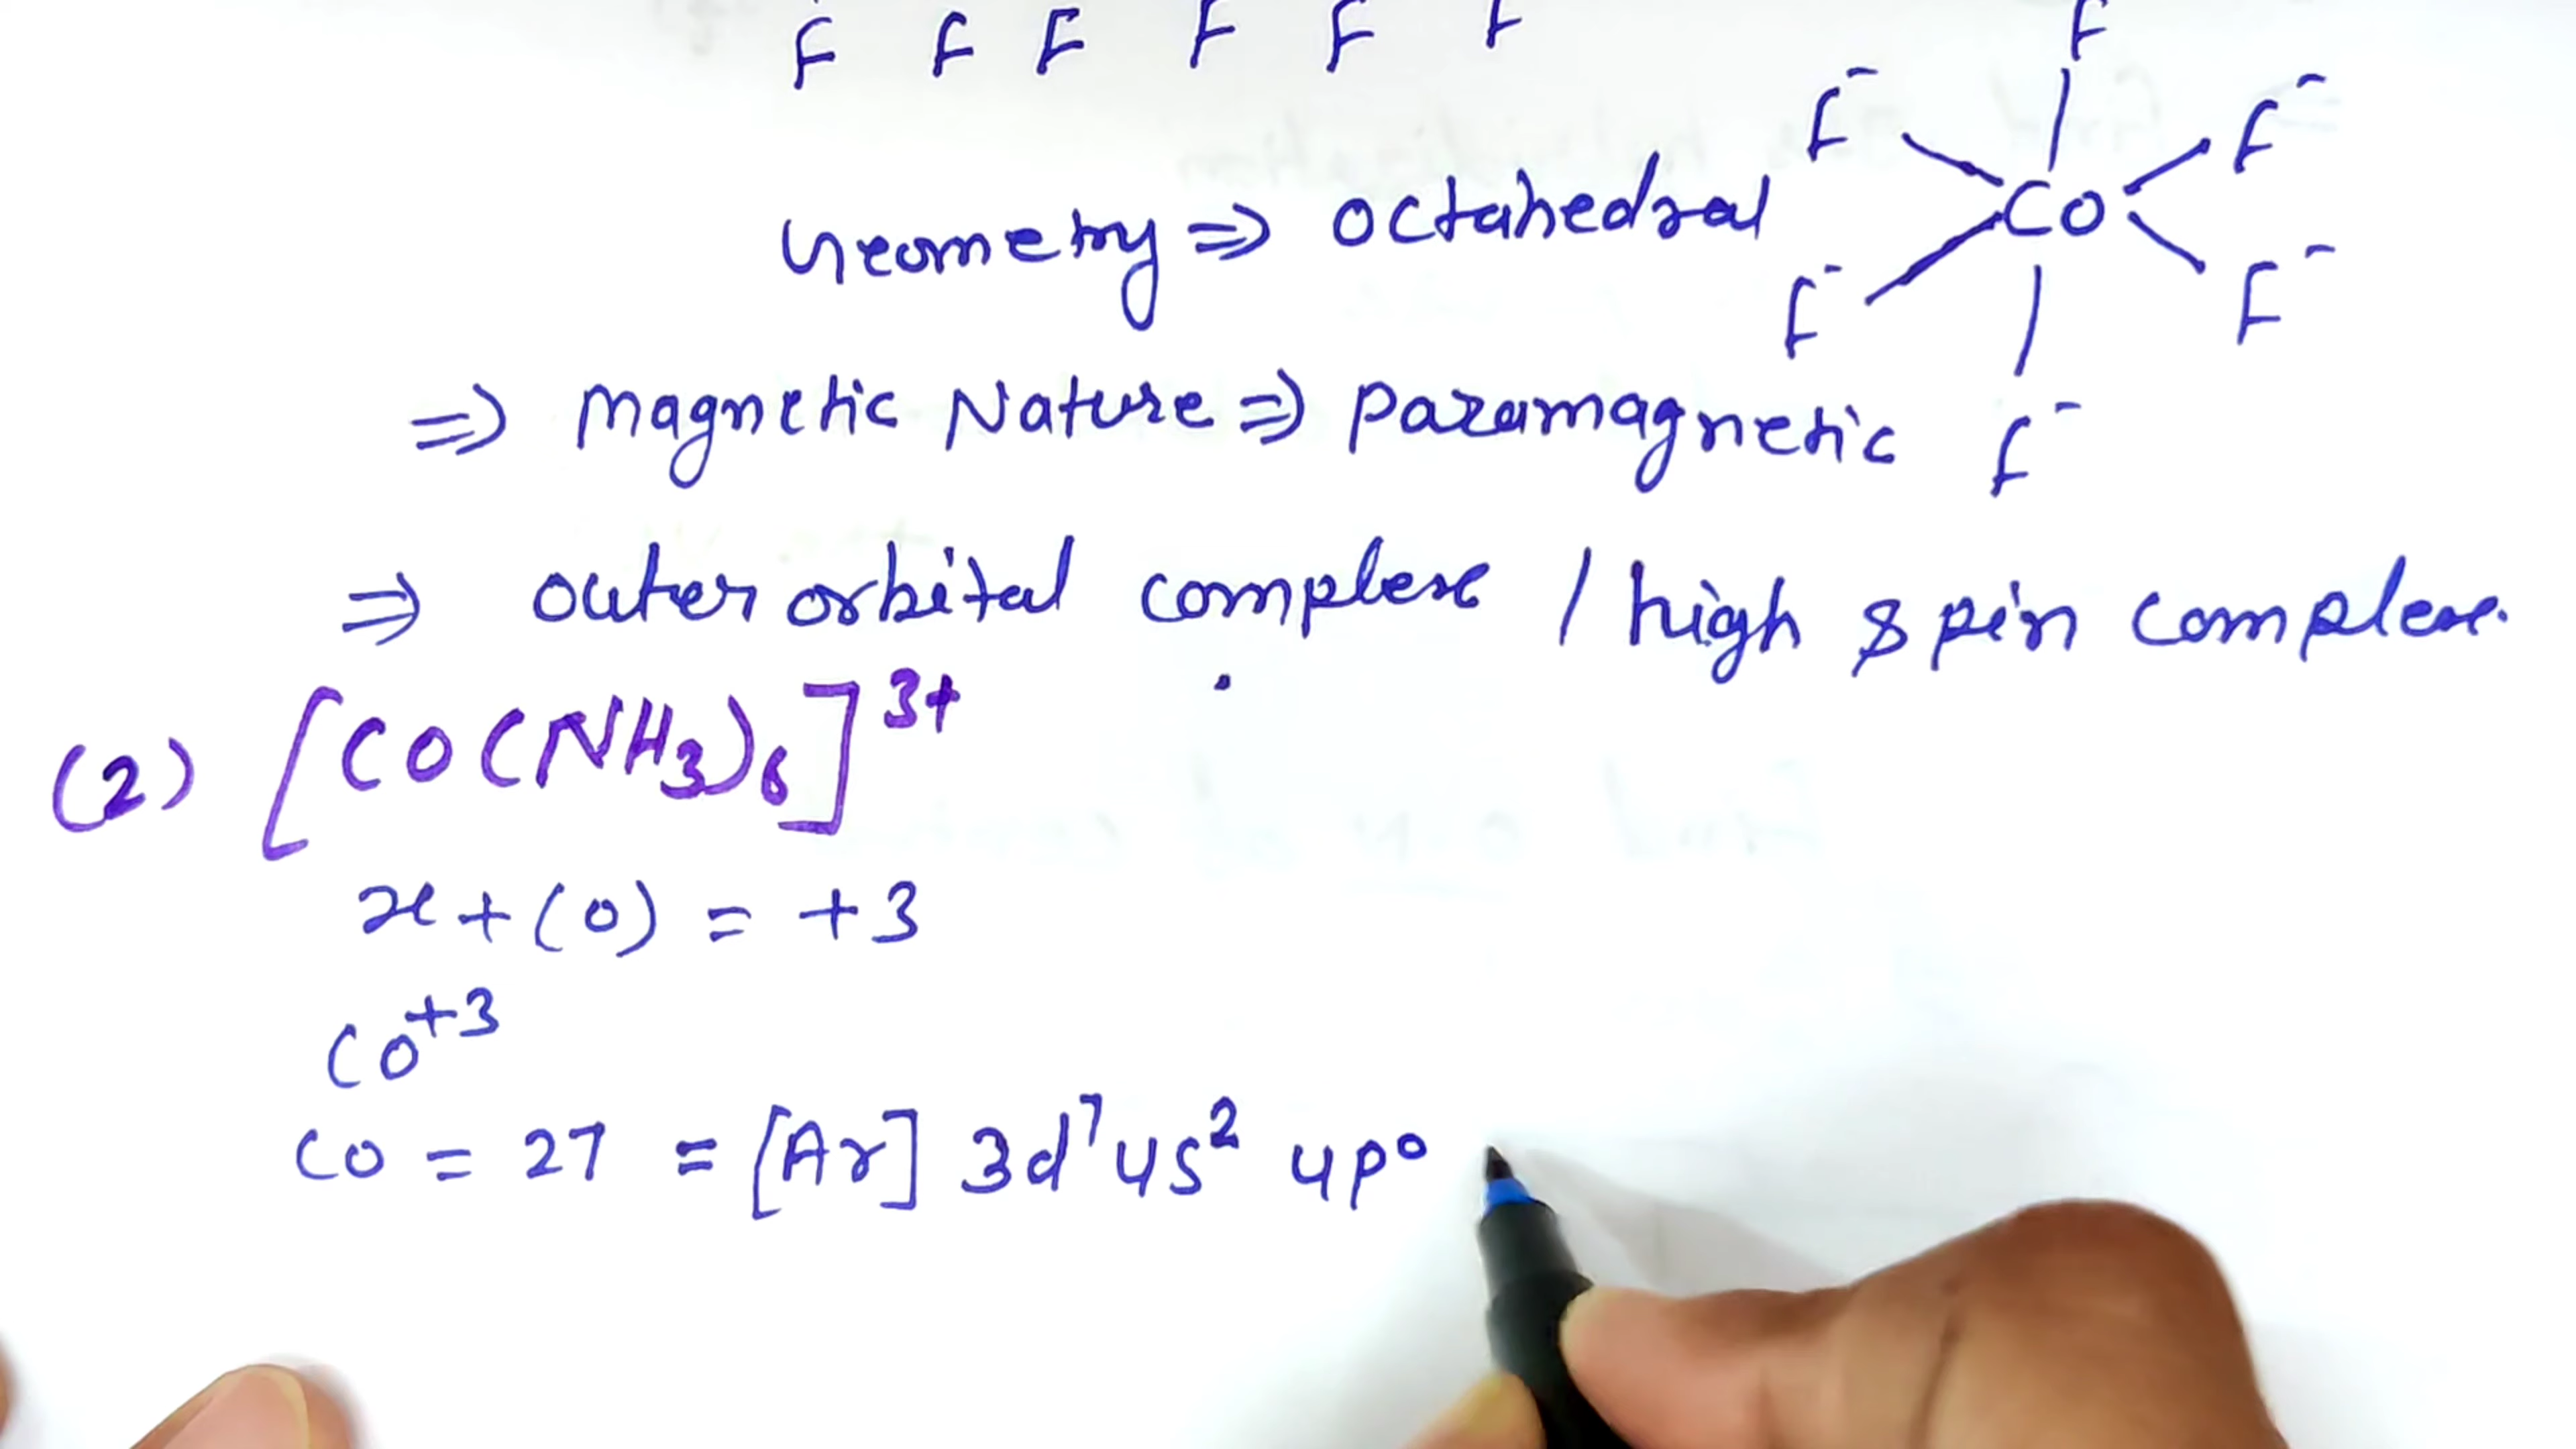 F F F F F F F
F⁻ F⁻
Geometry ⇒ octahedral Co
F⁻ F⁻
⇒ Magnetic Nature ⇒ Paramagnetic F⁻
⇒ outer orbital complex / high spin complex.
(2) [CO(NH₃)₆]³⁺
x + (0) = +3
Co⁺³
Co = 27 = [Ar] 3d⁷ 4s² 4p⁰